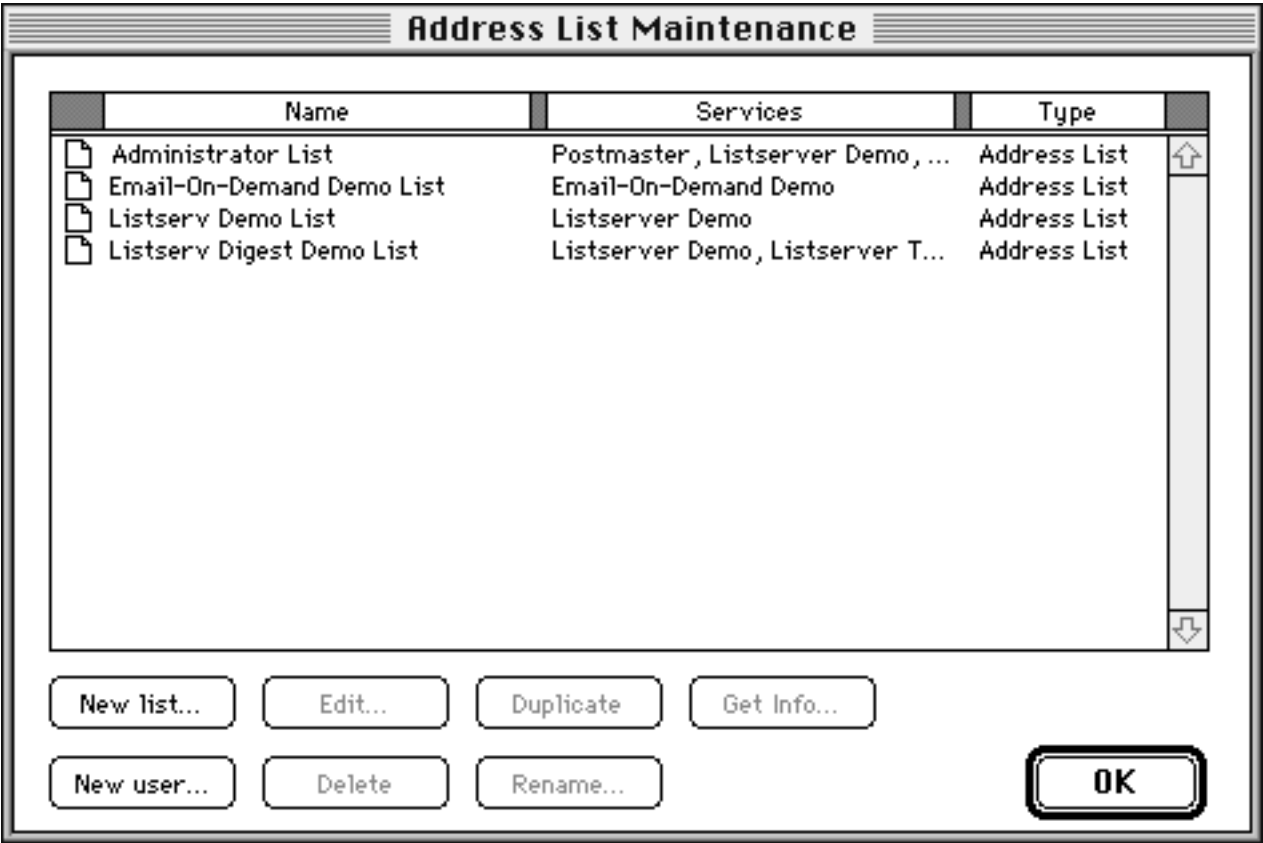 Address List Maintenance
Name Services Type
Administrator List Postmaster, Listserver Demo, ... Address List
Email-On-Demand Demo List Email-On-Demand Demo Address List
Listserv Demo List Listserver Demo Address List
Listserv Digest Demo List Listserver Demo, Listserver T... Address List
New list... Edit... Duplicate Get Info...
New user... Delete Rename... OK